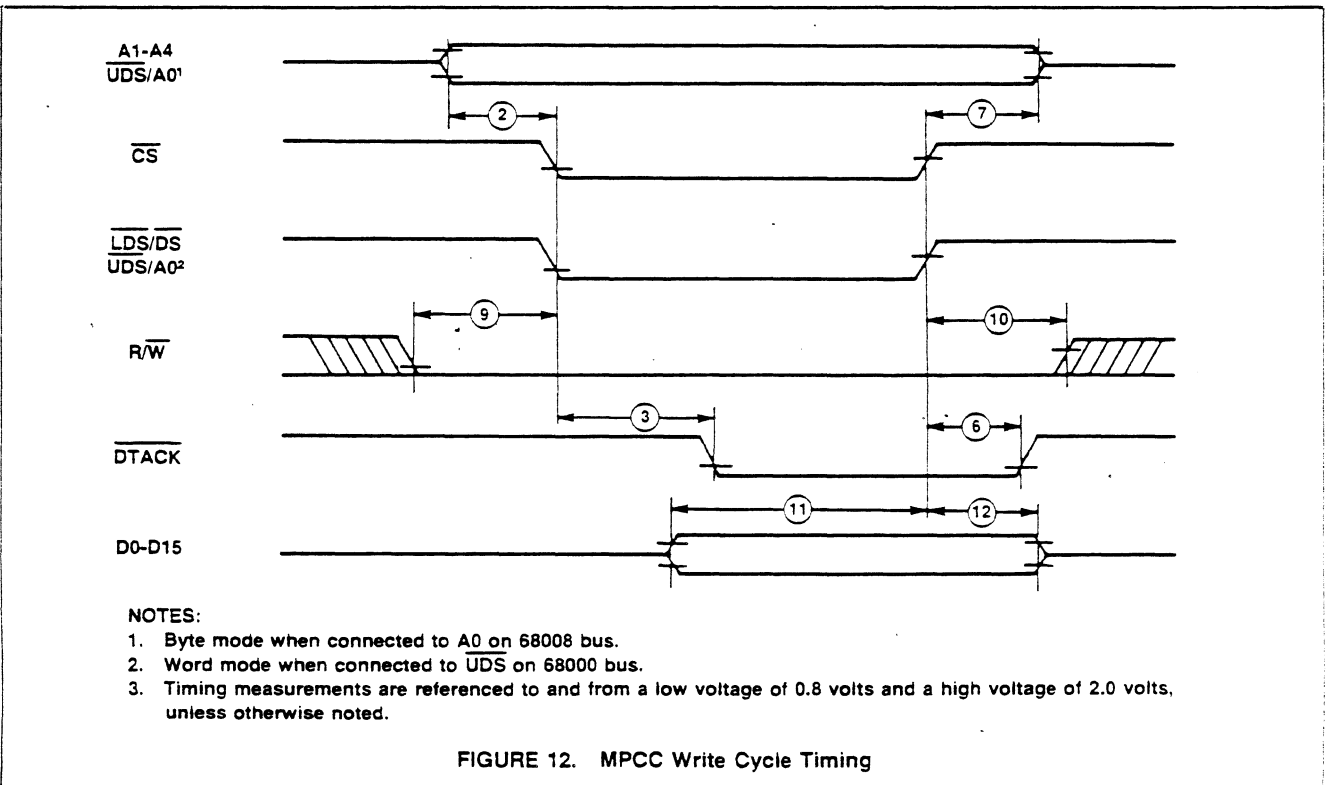 A1-A4
UDS/A0¹
2
7
CS
LDS/DS
UDS/A0²
9
10
R/W
3
6
DTACK
11
12
D0-D15
NOTES:
1. Byte mode when connected to A0 on 68008 bus.
2. Word mode when connected to UDS on 68000 bus.
3. Timing measurements are referenced to and from a low voltage of 0.8 volts and a high voltage of 2.0 volts,
unless otherwise noted.
FIGURE 12. MPCC Write Cycle Timing